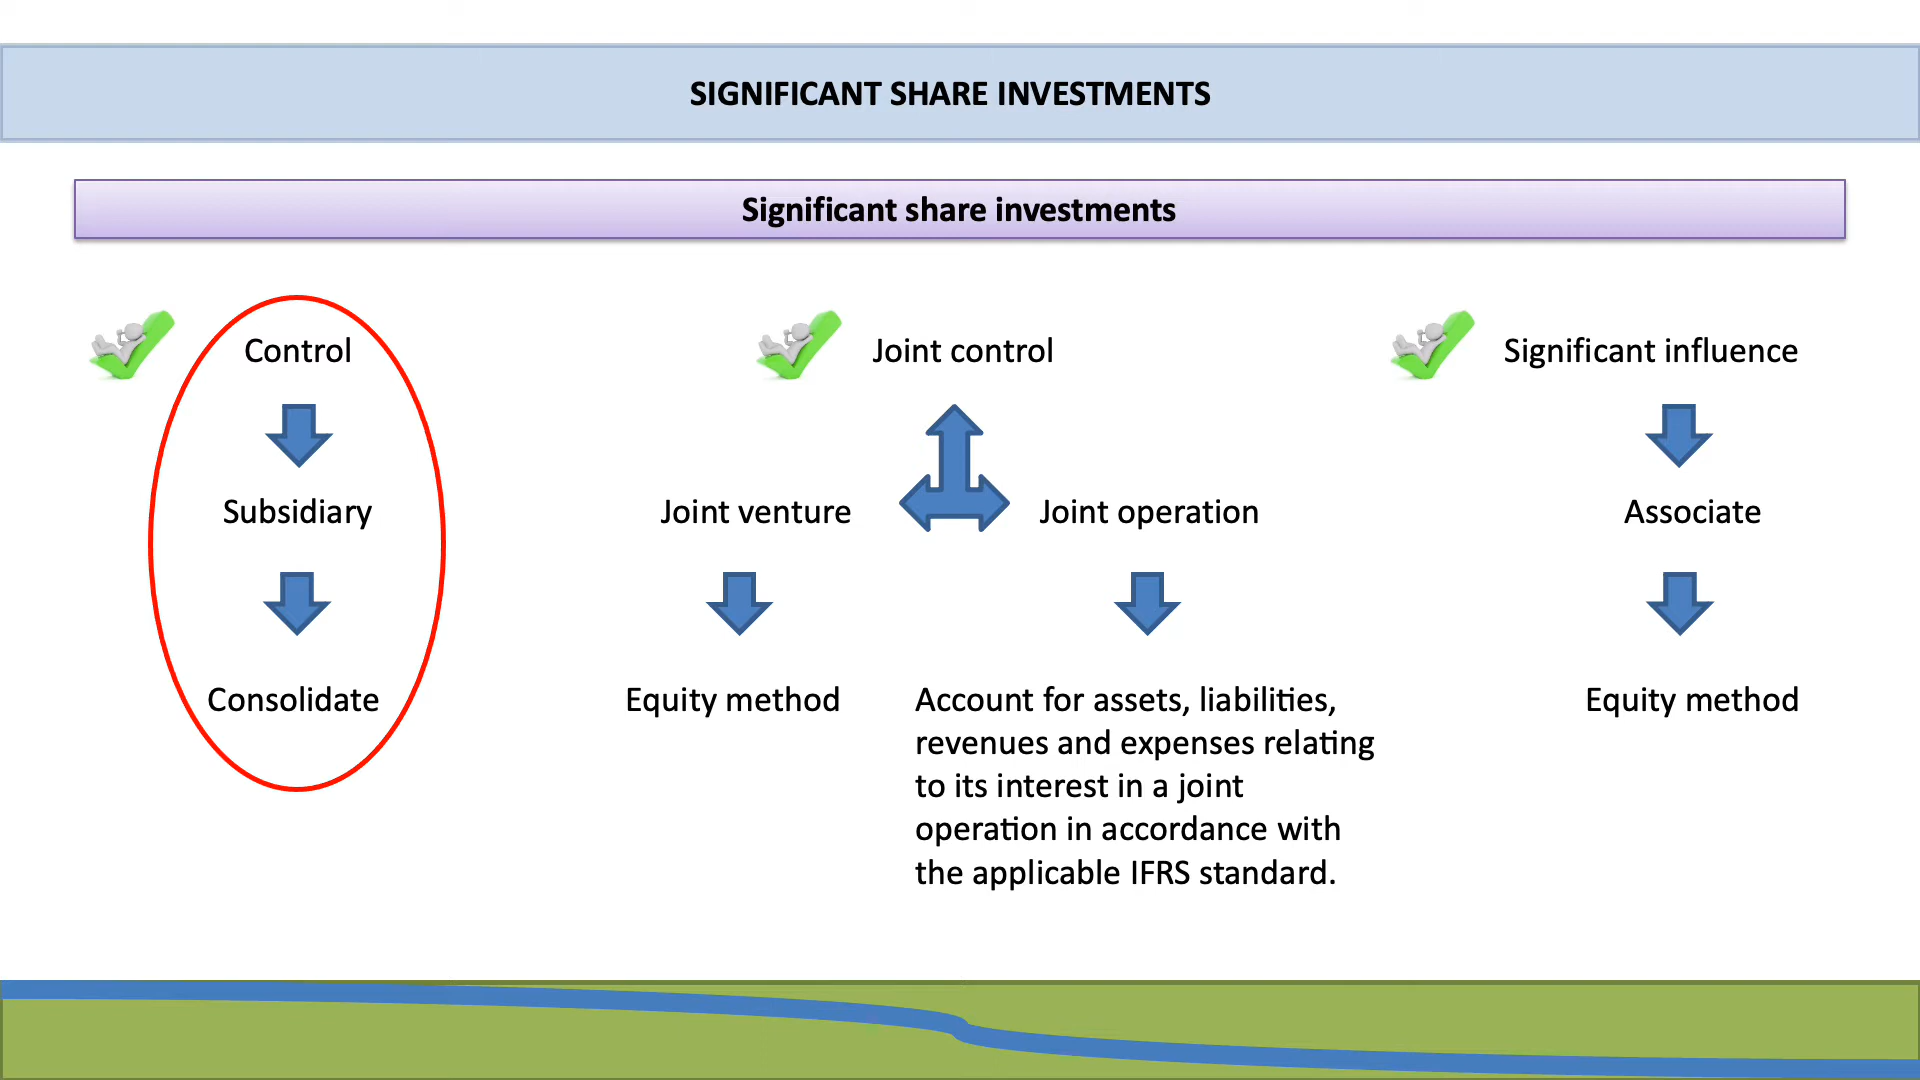 SIGNIFICANT SHARE INVESTMENTS
Significant share investments
Control
Subsidiary
Consolidate
Joint control
Joint venture
Joint operation
Equity method
Account for assets, liabilities,
revenues and expenses relating
to its interest in a joint
operation in accordance with
the applicable IFRS standard.
Significant influence
Associate
Equity method